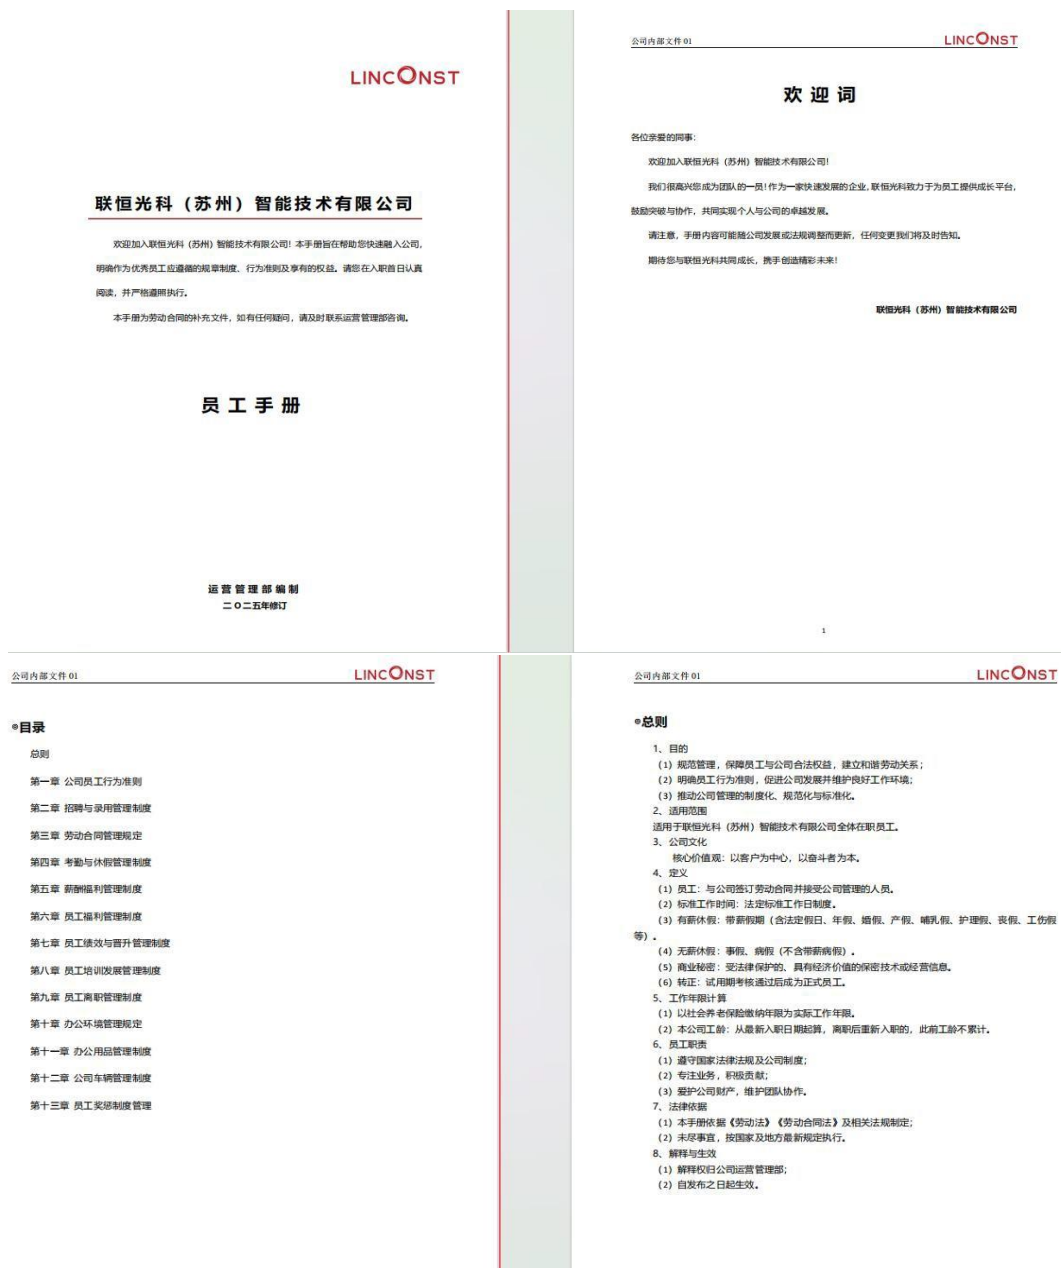 LINCONST
联恒光科（苏州）智能技术有限公司
欢迎加入联恒光科（苏州）智能技术有限公司！本手册旨在帮助您快速融入公司，
明确作为优秀员工应遵循的规章制度、行为准则及享有的权益。请您在入职首日认真
阅读，并严格遵照执行。
本手册为劳动合同的补充文件，如有任何疑问，请及时联系运营管理部咨询。
员工手册
运营管理部编制
二〇二五年修订
公司内部文件 01
LINCONST
欢迎词
各位亲爱的同事：
欢迎加入联恒光科（苏州）智能技术有限公司！
我们很高兴您成为团队的一员！作为一家快速发展的企业，联恒光科致力于为员工提供成长平台，
鼓励突破与协作，共同实现个人与公司的卓越发展。
请注意，手册内容可能随公司发展或法规调整而更新，任何变更我们将及时告知。
期待您与联恒光科共同成长，携手创造精彩未来！
联恒光科（苏州）智能技术有限公司
1
公司内部文件 01
LINCONST
⊙目录
总则
第一章 公司员工行为准则
第二章 招聘与录用管理制度
第三章 劳动合同管理规定
第四章 考勤与休假管理制度
第五章 薪酬福利管理制度
第六章 员工福利管理制度
第七章 员工绩效与晋升管理制度
第八章 员工培训发展管理制度
第九章 员工离职管理制度
第十章 办公环境管理规定
第十一章 办公用品管理制度
第十二章 公司车辆管理制度
第十三章 员工奖惩制度管理
公司内部文件 01
LINCONST
⊙总则
1、目的
（1）规范管理，保障员工与公司合法权益，建立和谐劳动关系；
（2）明确员工行为准则，促进公司发展并维护良好工作环境；
（3）推动公司管理的制度化、规范化与标准化。
2、适用范围
适用于联恒光科（苏州）智能技术有限公司全体在职员工。
3、公司文化
核心价值观：以客户为中心，以奋斗者为本。
4、定义
（1）员工：与公司签订劳动合同并接受公司管理的人员。
（2）标准工作时间：法定标准工作日制度。
（3）有薪休假：带薪假期（含法定假日、年假、婚假、产假、哺乳假、护理假、丧假、工伤假
等）.
（4）无薪休假：事假、病假（不含带薪病假）.
（5）商业秘密：受法律保护的、具有经济价值的保密技术或经营信息。
（6）转正：试用期考核通过后成为正式员工。
5、工作年限计算
（1）以社会养老保险缴纳年限为实际工作年限。
（2）本公司工龄：从最新入职日期起算，离职后重新入职的，此前工龄不累计。
6、员工职责
（1）遵守国家法律法规及公司制度；
（2）专注业务，积极贡献；
（3）爱护公司财产，维护团队协作。
7、法律依据
（1）本手册依据《劳动法》《劳动合同法》及相关法规制定；
（2）未尽事宜，按国家及地方最新规定执行。
8、解释与生效
（1）解释权归公司运营管理部；
（2）自发布之日起生效。